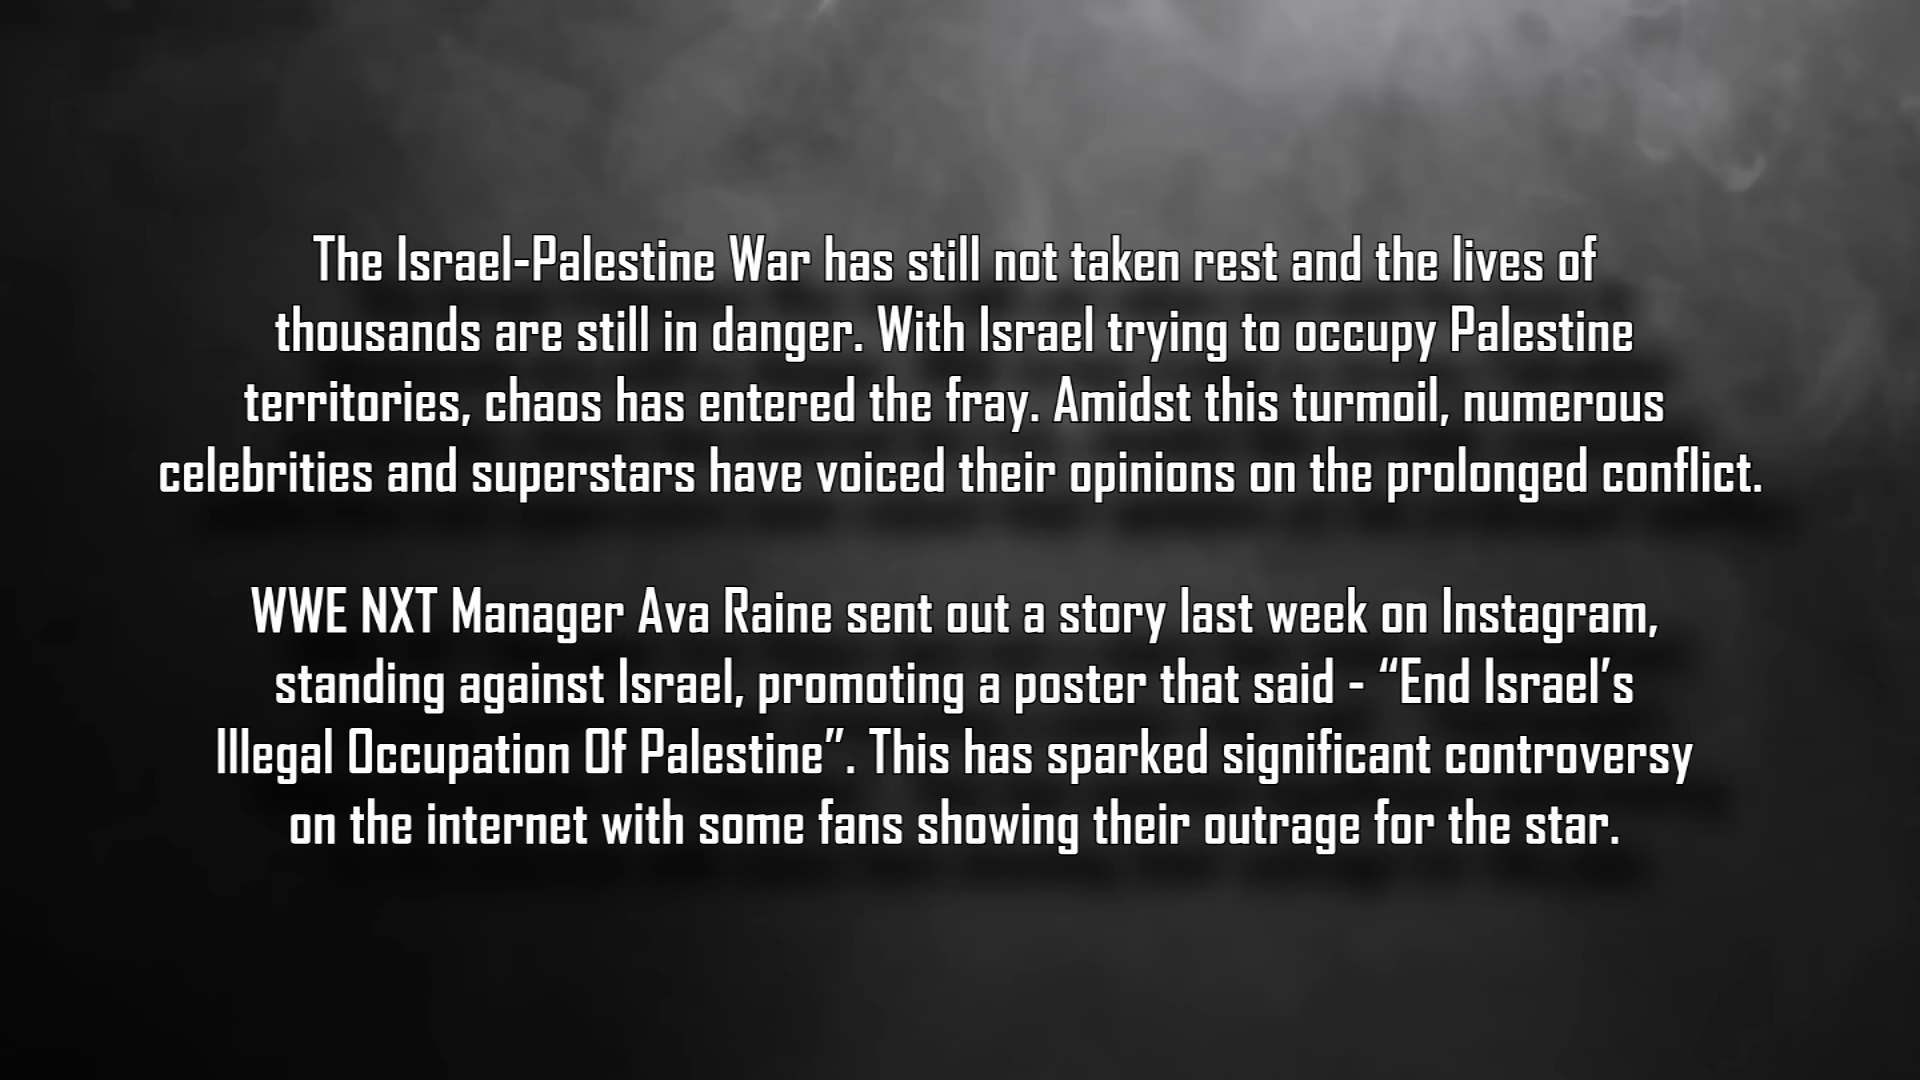 The Israel-Palestine War has still not taken rest and the lives of
thousands are still in danger. With Israel trying to occupy Palestine
territories, chaos has entered the fray. Amidst this turmoil, numerous
celebrities and superstars have voiced their opinions on the prolonged conflict.
WWE NXT Manager Ava Raine sent out a story last week on Instagram,
standing against Israel, promoting a poster that said - “End Israel’s
Illegal Occupation Of Palestine”. This has sparked significant controversy
on the internet with some fans showing their outrage for the star.